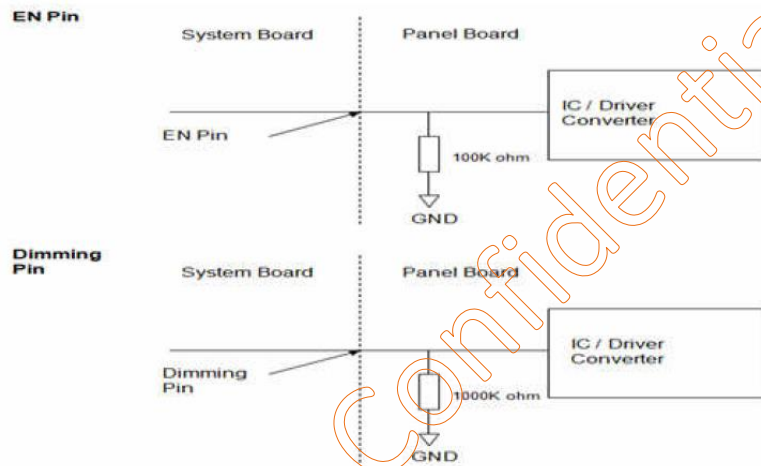 EN Pin
System Board
Panel Board
IC / Driver
Converter
EN Pin
100K ohm
GND
Dimming
Pin
System Board
Panel Board
IC / Driver
Converter
Dimming
Pin
1000K ohm
GND
Confidentia